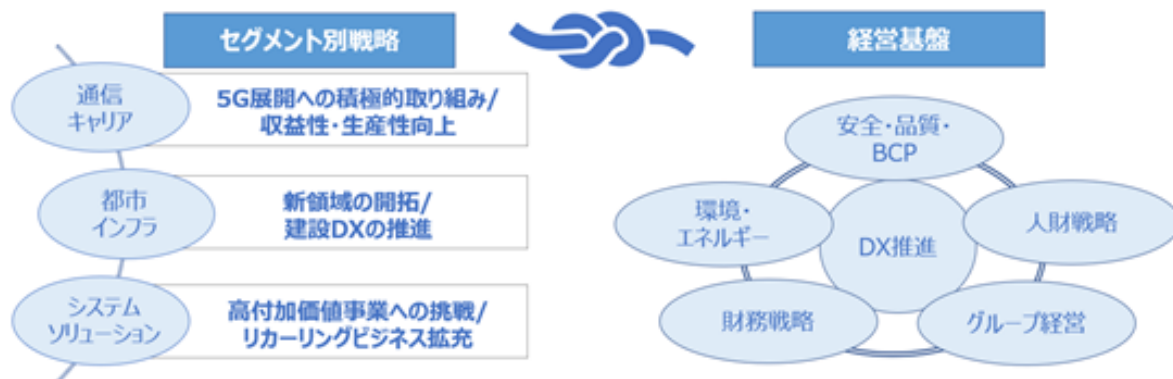 セグメント別戦略
経営基盤
通信
キャリア
5G展開への積極的取り組み/
収益性・生産性向上
都市
インフラ
新領域の開拓/
建設DXの推進
システム
ソリューション
高付加価値事業への挑戦/
リカーリングビジネス拡充
安全・品質・
BCP
環境・
エネルギー
DX推進
人財戦略
財務戦略
グループ経営